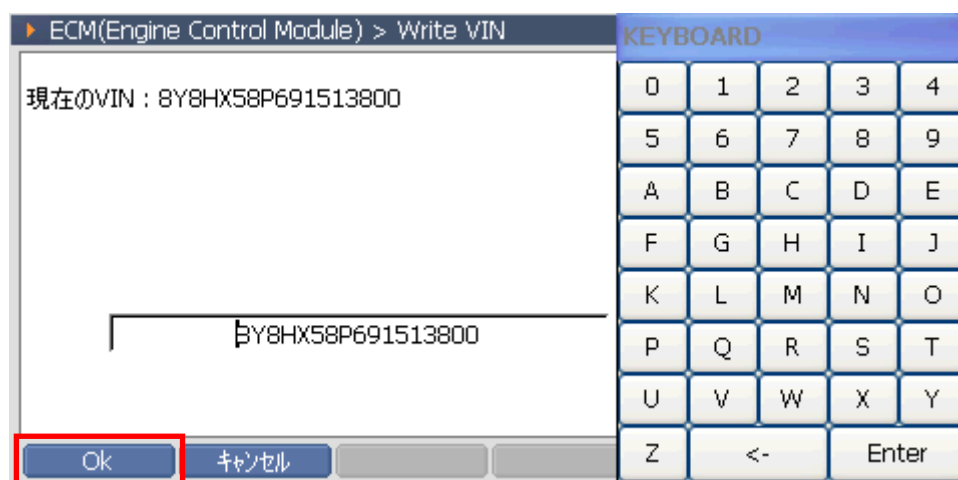 ECM(Engine Control Module) > Write VIN
現在のVIN：8Y8HX58P691513800
8Y8HX58P691513800
Ok キャンセル
KEYBOARD
0 1 2 3 4
5 6 7 8 9
A B C D E
F G H I J
K L M N O
P Q R S T
U V W X Y
Z <- Enter